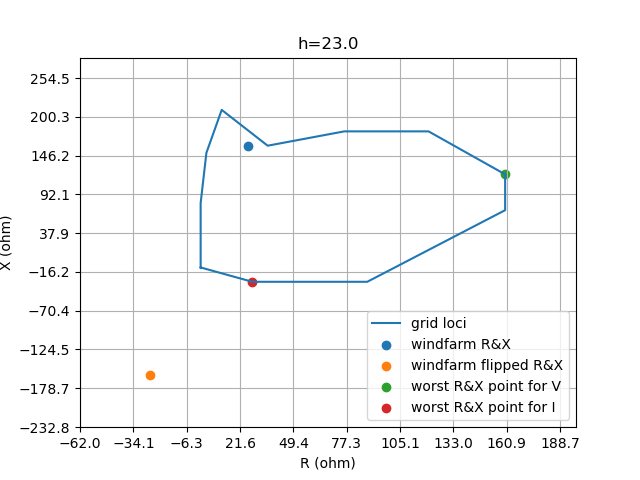 h=23.0
254.5
200.3
146.2
92.1
37.9
−16.2
−70.4
−124.5
−178.7
−232.8
X (ohm)
grid loci
windfarm R&X
windfarm flipped R&X
worst R&X point for V
worst R&X point for I
−62.0 −34.1 −6.3 21.6 49.4 77.3 105.1 133.0 160.9 188.7
R (ohm)